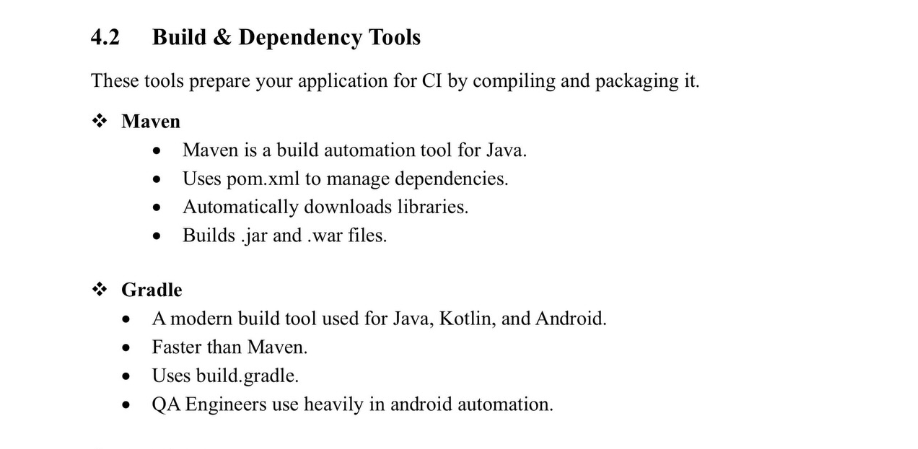 4.2 Build & Dependency Tools
These tools prepare your application for CI by compiling and packaging it.
❖ Maven
• Maven is a build automation tool for Java.
• Uses pom.xml to manage dependencies.
• Automatically downloads libraries.
• Builds .jar and .war files.
❖ Gradle
• A modern build tool used for Java, Kotlin, and Android.
• Faster than Maven.
• Uses build.gradle.
• QA Engineers use heavily in android automation.